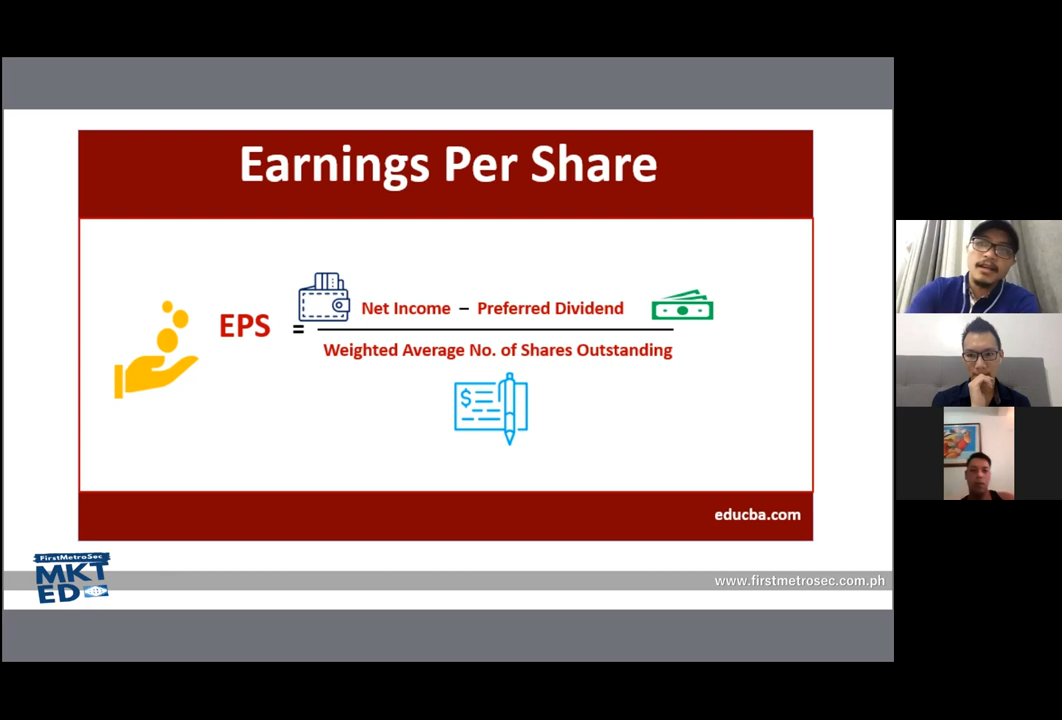 Earnings Per Share
EPS
=
Net Income – Preferred Dividend
Weighted Average No. of Shares Outstanding
$
educba.com
FirstMetroSec
MKT
ED
www.firstmetrosec.com.ph